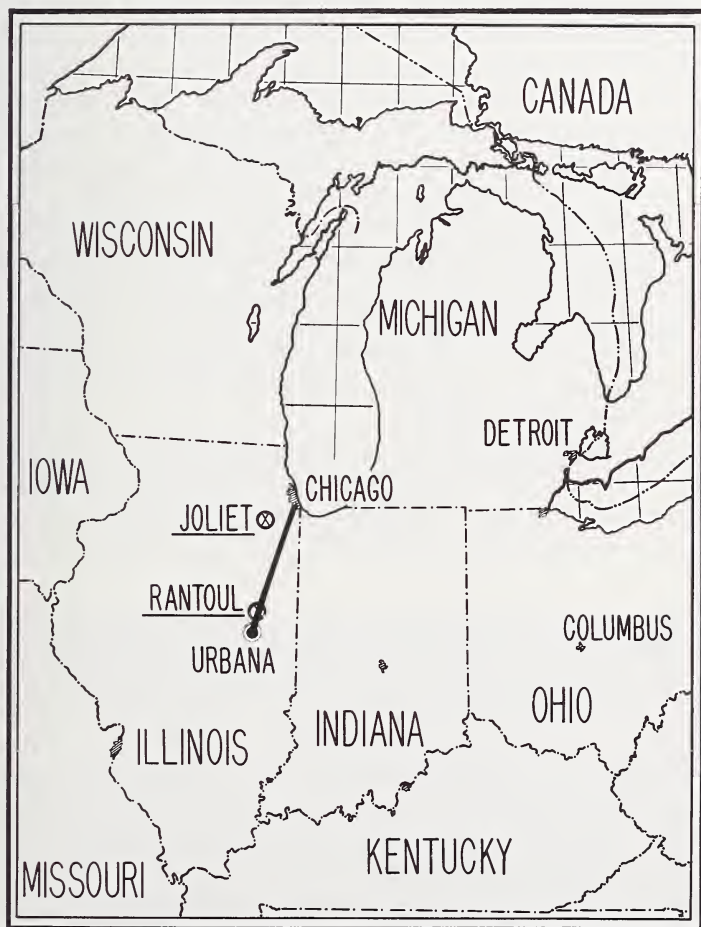 CANADA
WISCONSIN
MICHIGAN
DETROIT
IOWA
CHICAGO
JOLIET
RANTOUL
URBANA
COLUMBUS
OHIO
INDIANA
ILLINOIS
KENTUCKY
MISSOURI